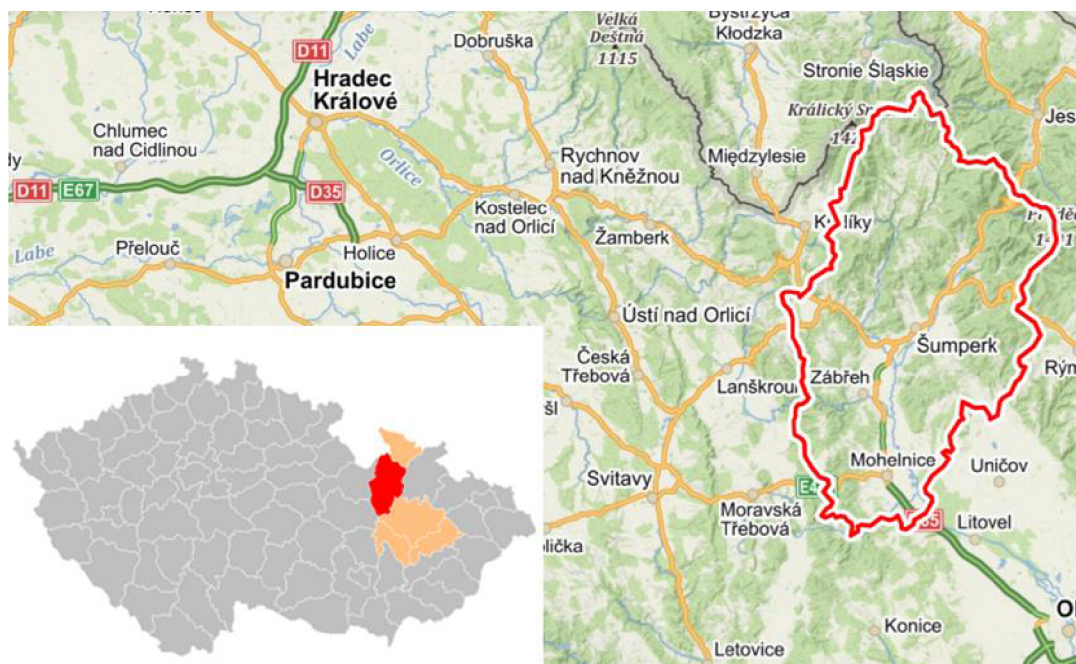 Velká
Deštná
1115
Bystrzyca
Kłodzka
Dobruška
D11
Labe
Hradec
Králové
Stronie Śląskie
Chlumec
nad Cidlinou
Orlice
Rychnov
nad Kněžnou
Międzylesie
D11
E67
D35
Kostelec
nad Orlicí
Labe
Přelouč
Holice
Žamberk
Pardubice
Ústí nad Orlicí
Šumperk
Česká
Třebová
Zábřeh
Svitavy
Mohelnice
Uničov
Moravská
Třebová
Litovel
Konice
Letovice